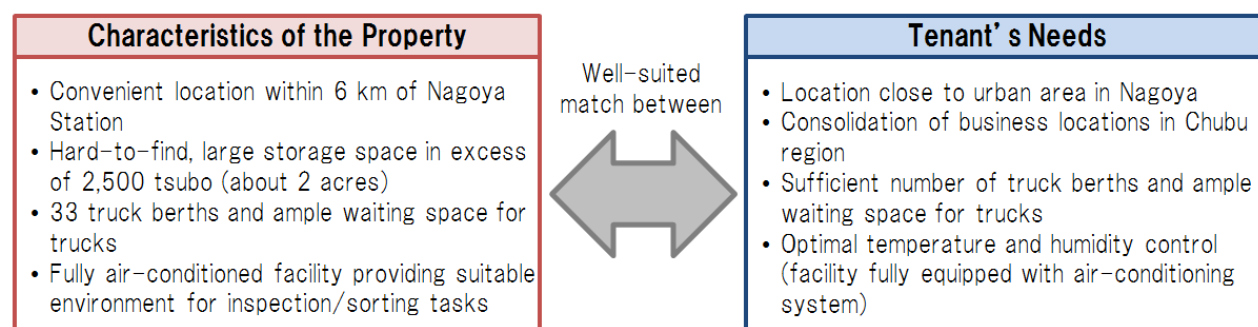 Characteristics of the Property
• Convenient location within 6 km of Nagoya
Station
• Hard-to-find, large storage space in excess
of 2,500 tsubo (about 2 acres)
• 33 truck berths and ample waiting space for
trucks
• Fully air-conditioned facility providing suitable
environment for inspection/sorting tasks
Well-suited
match between
Tenant's Needs
• Location close to urban area in Nagoya
• Consolidation of business locations in Chubu
region
• Sufficient number of truck berths and ample
waiting space for trucks
• Optimal temperature and humidity control
(facility fully equipped with air-conditioning
system)